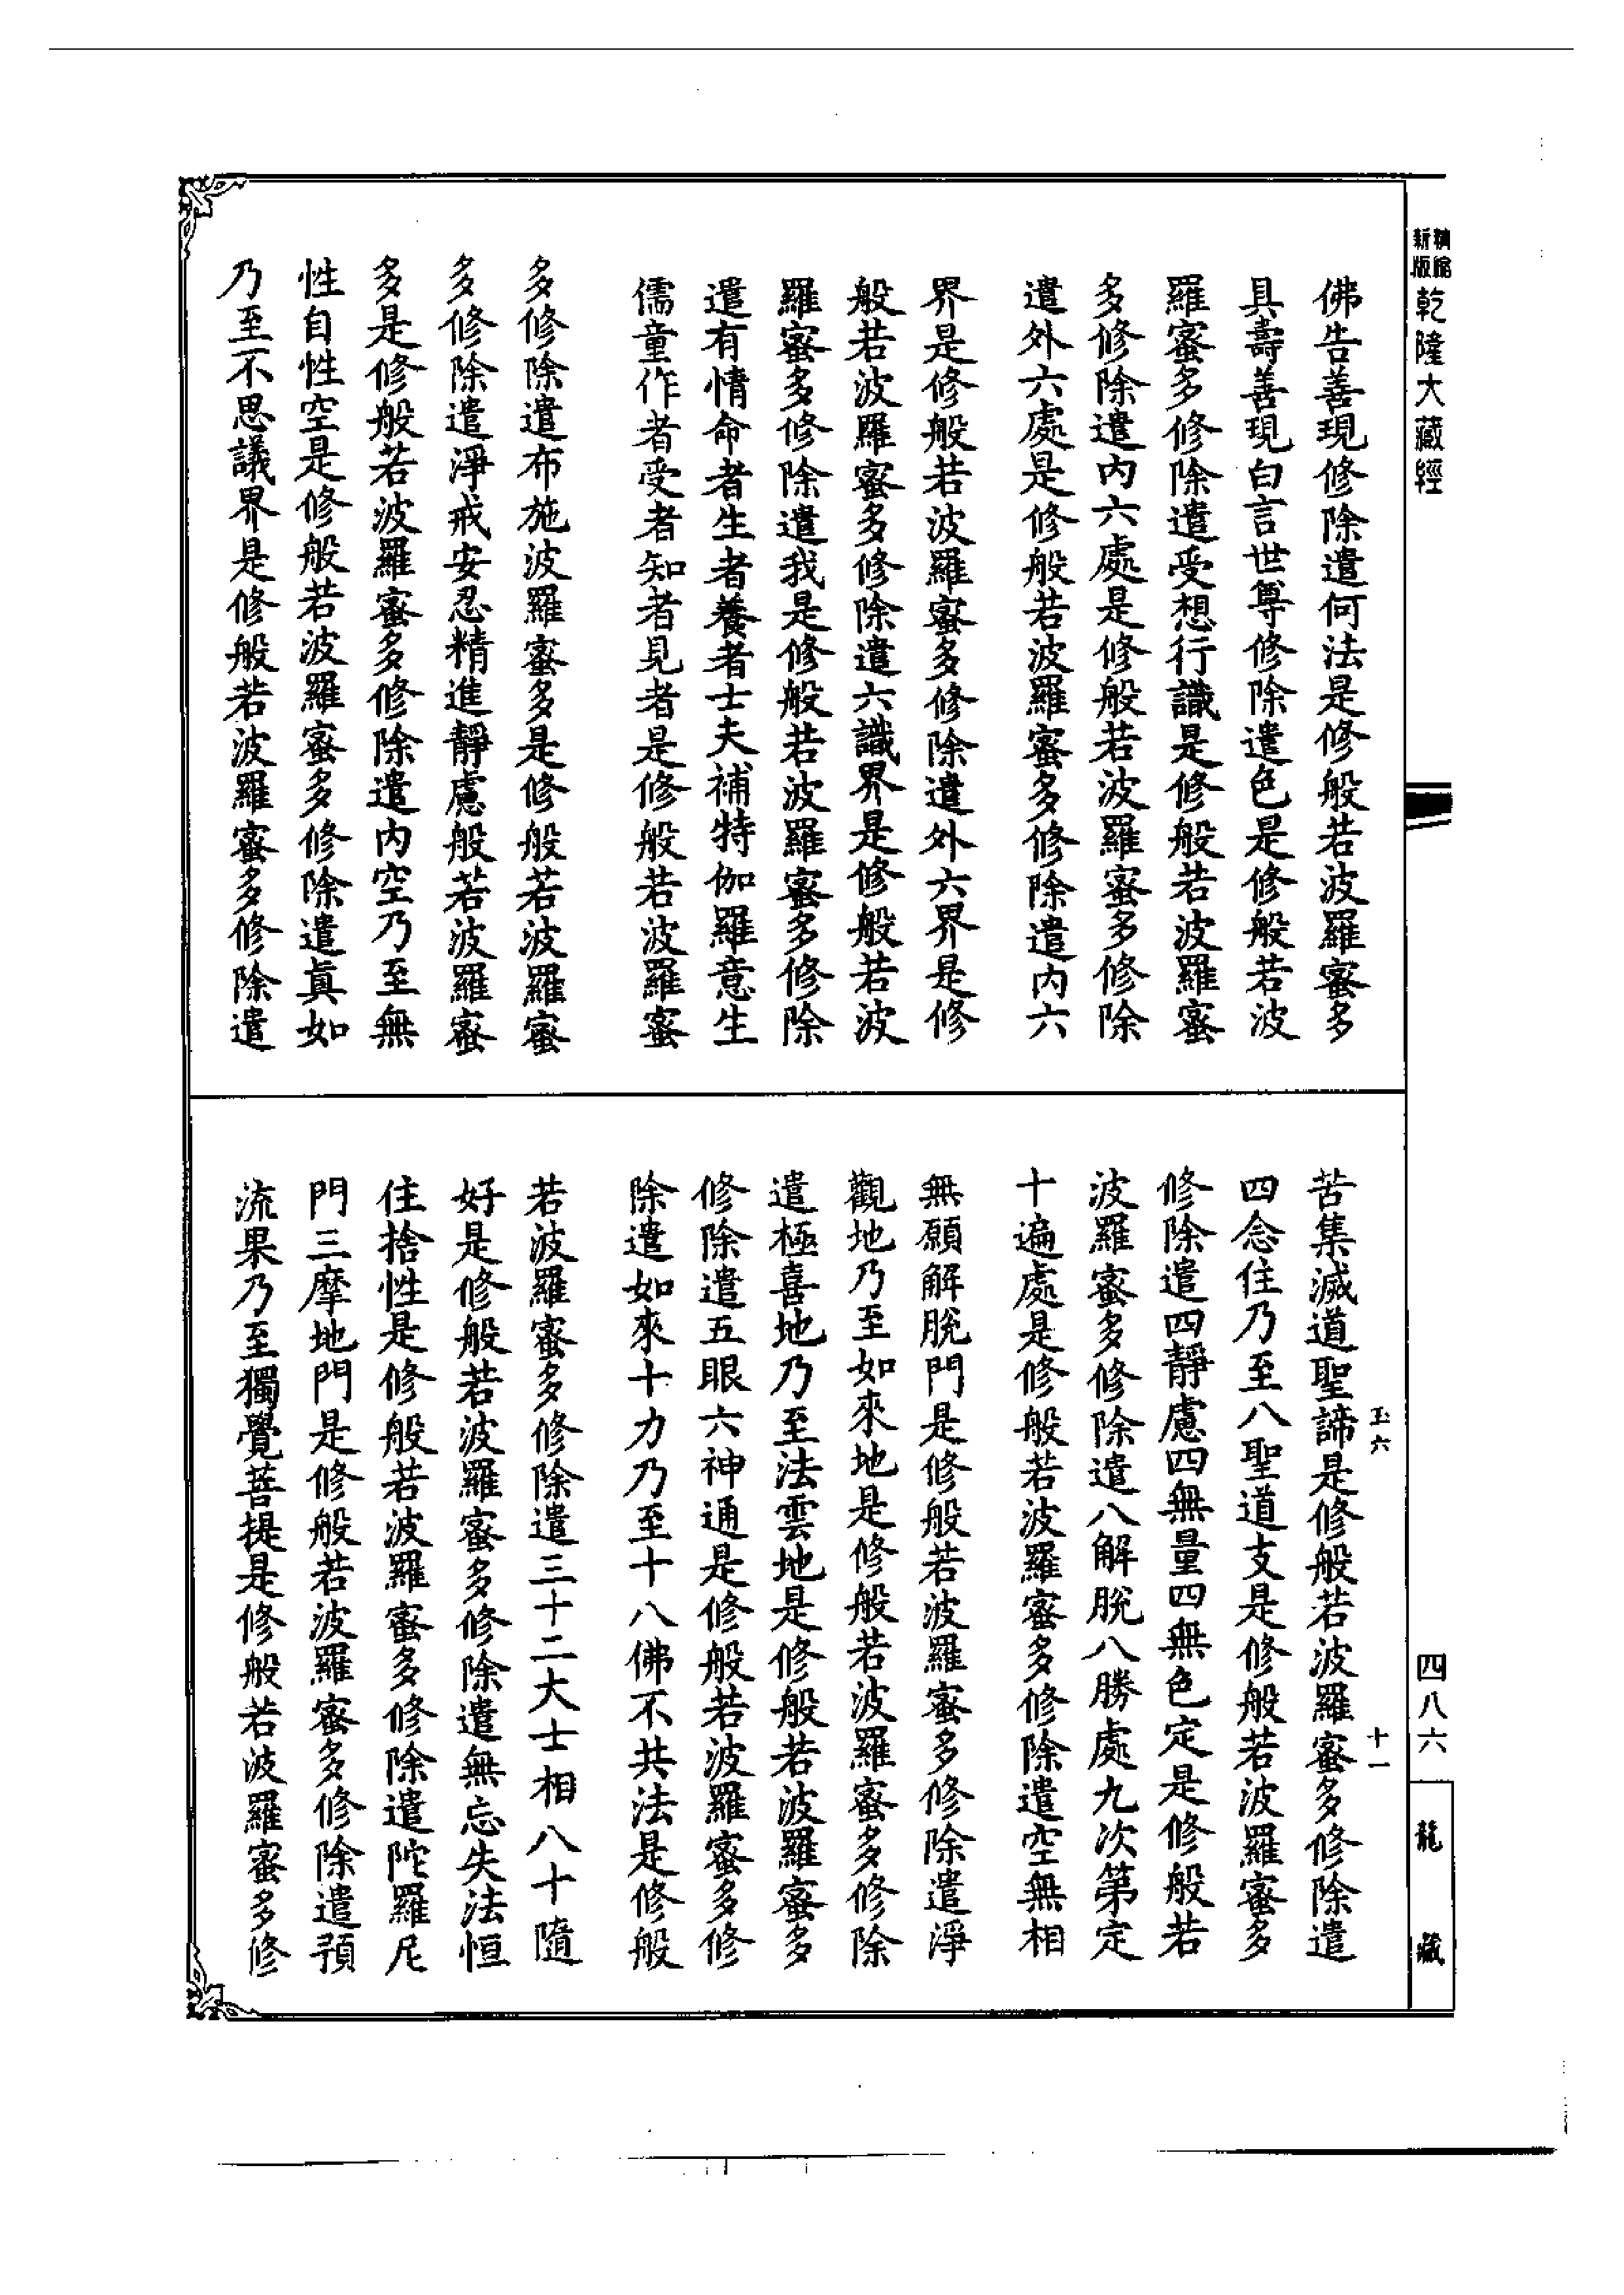 精縮
新版
乾隆大藏經
佛告善現修除遣何法是修般若波羅蜜多
具壽善現白言世尊修除遣色是修般若波
羅蜜多修除遣受想行識是修般若波羅蜜
多修除遣內六處是修般若波羅蜜多修除
遣外六處是修般若波羅蜜多修除遣內六
界是修般若波羅蜜多修除遣外六界是修
般若波羅蜜多修除遣六識界是修般若波
羅蜜多修除遣我是修般若波羅蜜多修除
遣有情命者生者養者士夫補特伽羅意生
儒童作者受者知者見者是修般若波羅蜜
多修除遣布施波羅蜜多是修般若波羅蜜
多修除遣淨戒安忍精進靜慮般若波羅蜜
多是修般若波羅蜜多修除遣內空乃至無
性自性空是修般若波羅蜜多修除遣真如
乃至不思議界是修般若波羅蜜多修除遣
玉六
十一
苦集滅道聖諦是修般若波羅蜜多修除遣
四念住乃至八聖道支是修般若波羅蜜多
修除遣四靜慮四無量四無色定是修般若
波羅蜜多修除遣八解脫八勝處九次第定
十遍處是修般若波羅蜜多修除遣空無相
無願解脫門是修般若波羅蜜多修除遣淨
觀地乃至如來地是修般若波羅蜜多修除
遣極喜地乃至法雲地是修般若波羅蜜多
修除遣五眼六神通是修般若波羅蜜多修
除遣如來十力乃至十八佛不共法是修般
若波羅蜜多修除遣三十二大士相八十隨
好是修般若波羅蜜多修除遣無忘失法恒
住捨性是修般若波羅蜜多修除遣陀羅尼
門三摩地門是修般若波羅蜜多修除遣預
流果乃至獨覺菩提是修般若波羅蜜多修
四八六
龍藏